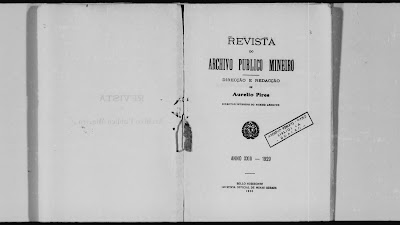 REVISTA
DO
ARCHIVO PUBLICO MINEIRO
DIRECÇÃO E REDACÇÃO
DE
Aurelio Pires
ANNO XXIII — 1929
BELLO HORIZONTE
IMPRENSA OFFICIAL DE MINAS GERAES
1929